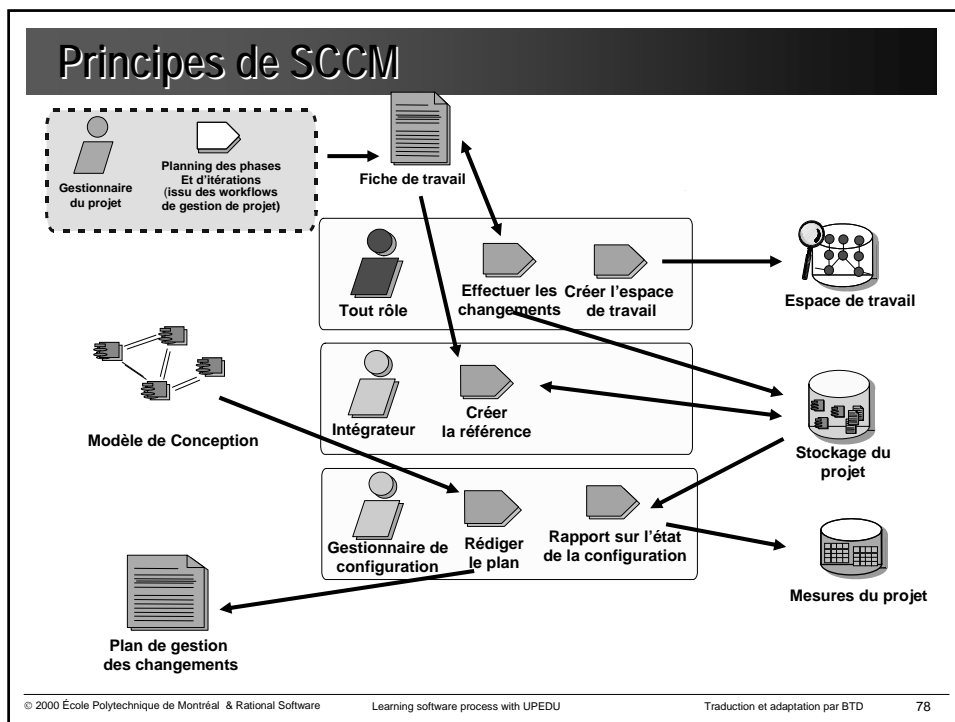 Principes de SCCM
Gestionnaire
du projet
Planning des phases
Et d'itérations
(issu des workflows
de gestion de projet)
Fiche de travail
Tout rôle
Effectuer les
changements
Créer l'espace
de travail
Espace de travail
Modèle de Conception
Intégrateur
Créer
la référence
Stockage du
projet
Gestionnaire de
configuration
Rédiger
le plan
Rapport sur l'état
de la configuration
Mesures du projet
Plan de gestion
des changements
© 2000 École Polytechnique de Montréal & Rational Software
Learning software process with UPEDU
Traduction et adaptation par BTD
78